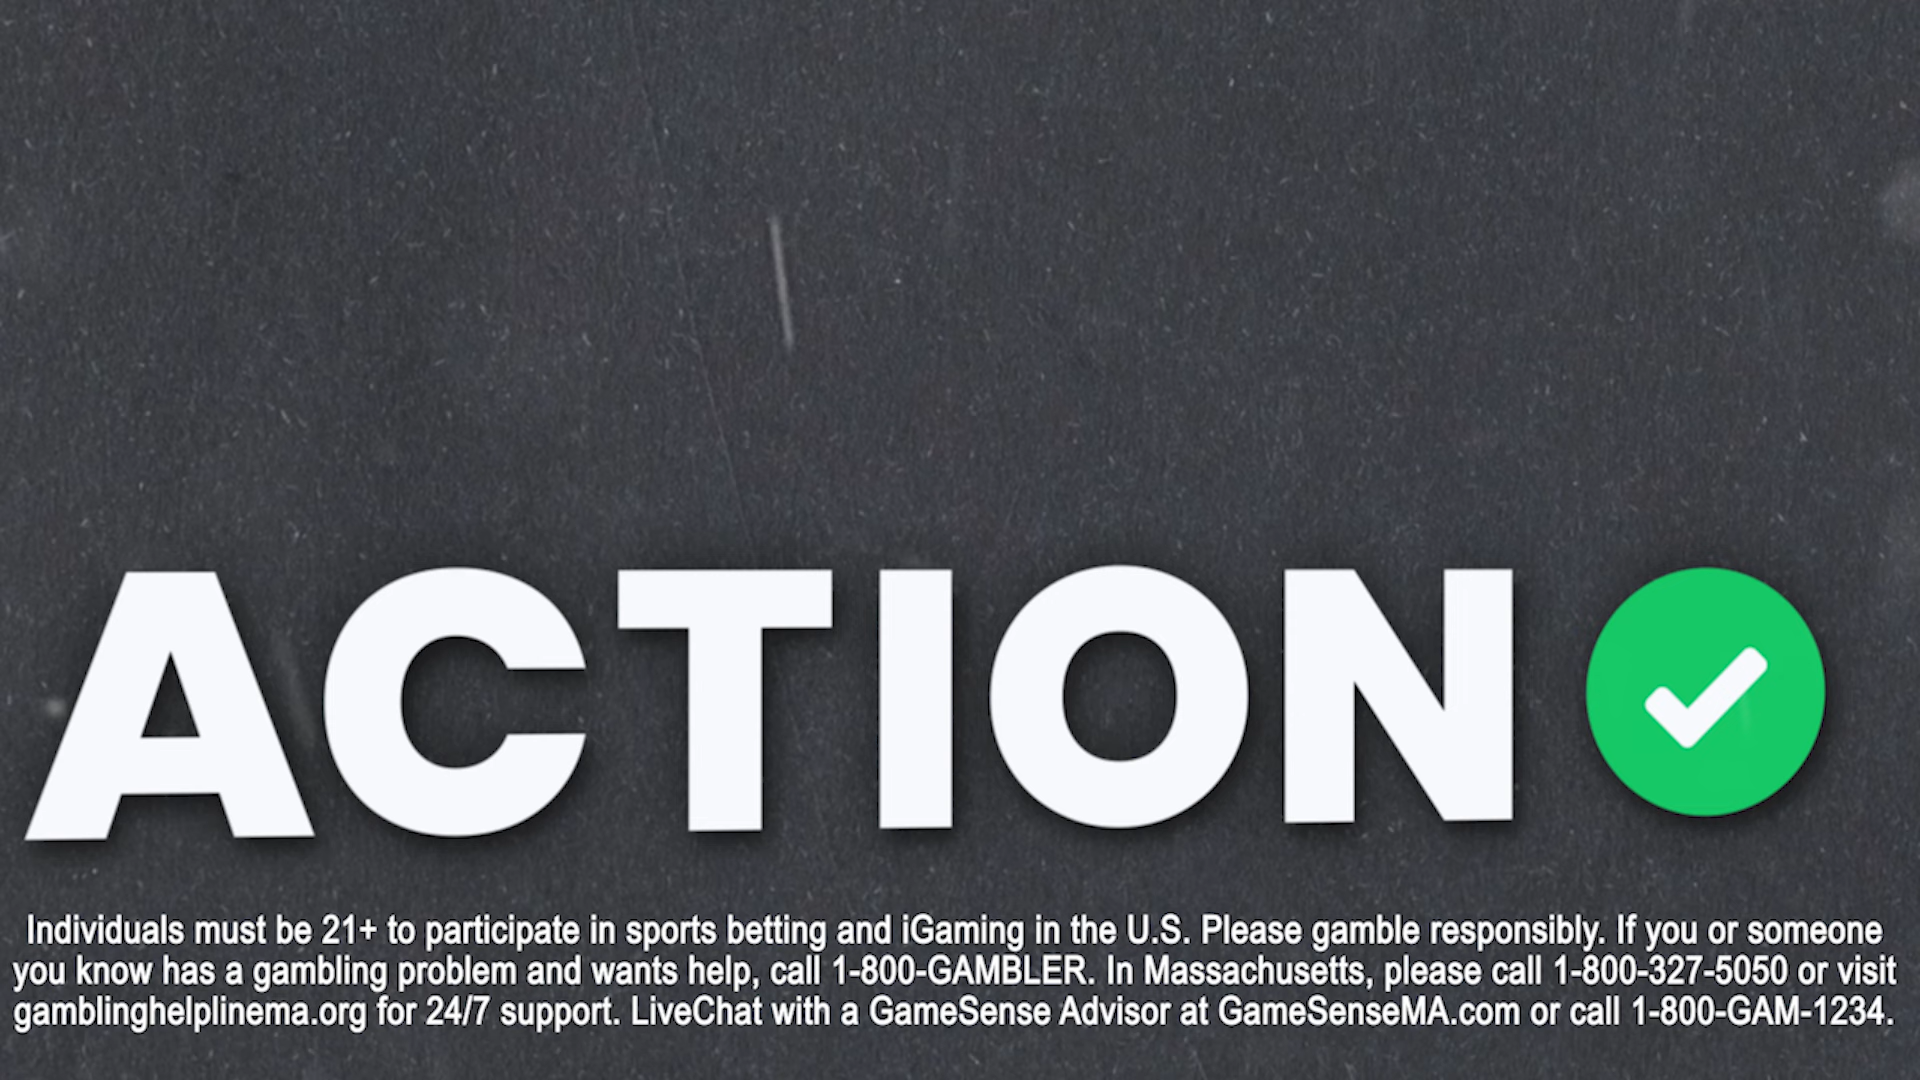 ACTION
Individuals must be 21+ to participate in sports betting and iGaming in the U.S. Please gamble responsibly. If you or someone
you know has a gambling problem and wants help, call 1-800-GAMBLER. In Massachusetts, please call 1-800-327-5050 or visit
gamblinghelplinema.org for 24/7 support. LiveChat with a GameSense Advisor at GameSenseMA.com or call 1-800-GAM-1234.